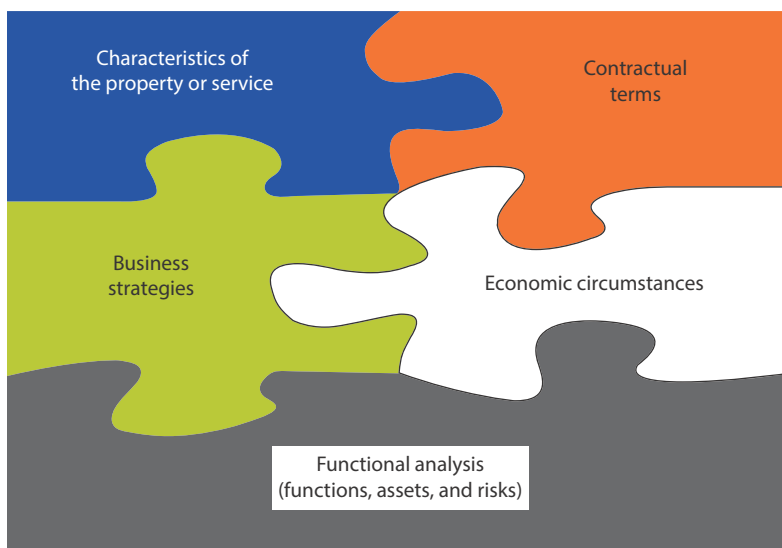 Characteristics of
the property or service
Contractual
terms
Business
strategies
Economic circumstances
Functional analysis
(functions, assets, and risks)